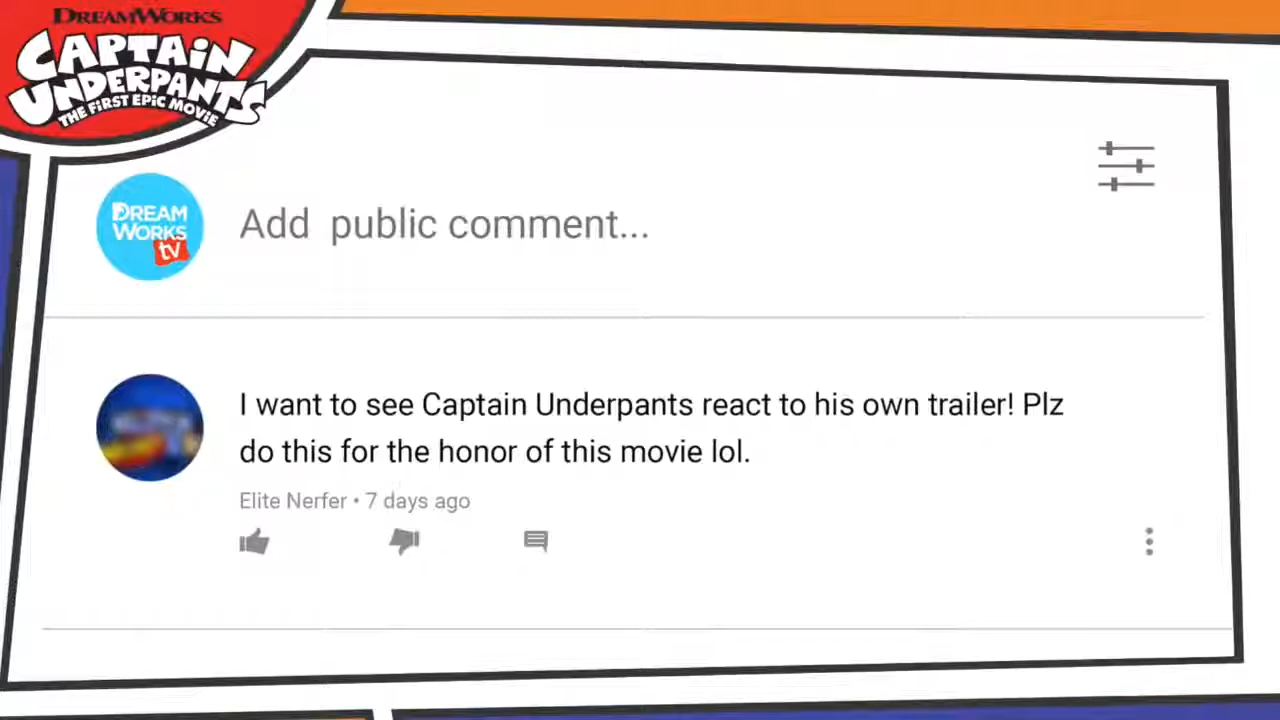 DREAMWORKS
CAPTAIN
UNDERPANTS
THE FIRST EPIC MOVIE
DREAM
WORKS
tv
Add public comment...
I want to see Captain Underpants react to his own trailer! Plz
do this for the honor of this movie lol.
Elite Nerfer • 7 days ago